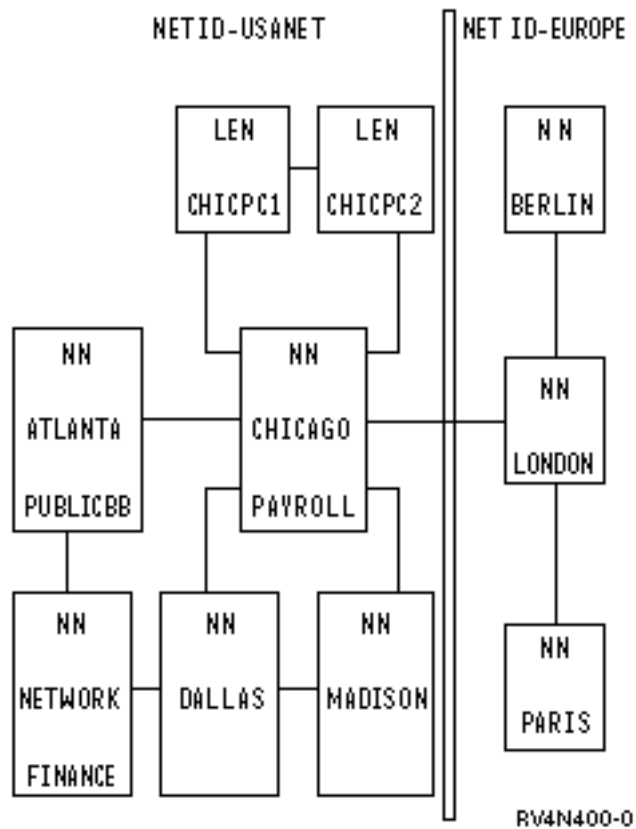 NETID-USANET
NET ID-EUROPE
LEN
CHICPC1
LEN
CHICPC2
N N
BERLIN
NN
ATLANTA
PUBLICBB
NN
CHICAGO
PAYROLL
NN
LONDON
NN
NETWORK
FINANCE
NN
DALLAS
NN
MADISON
NN
PARIS
RV4N400-0